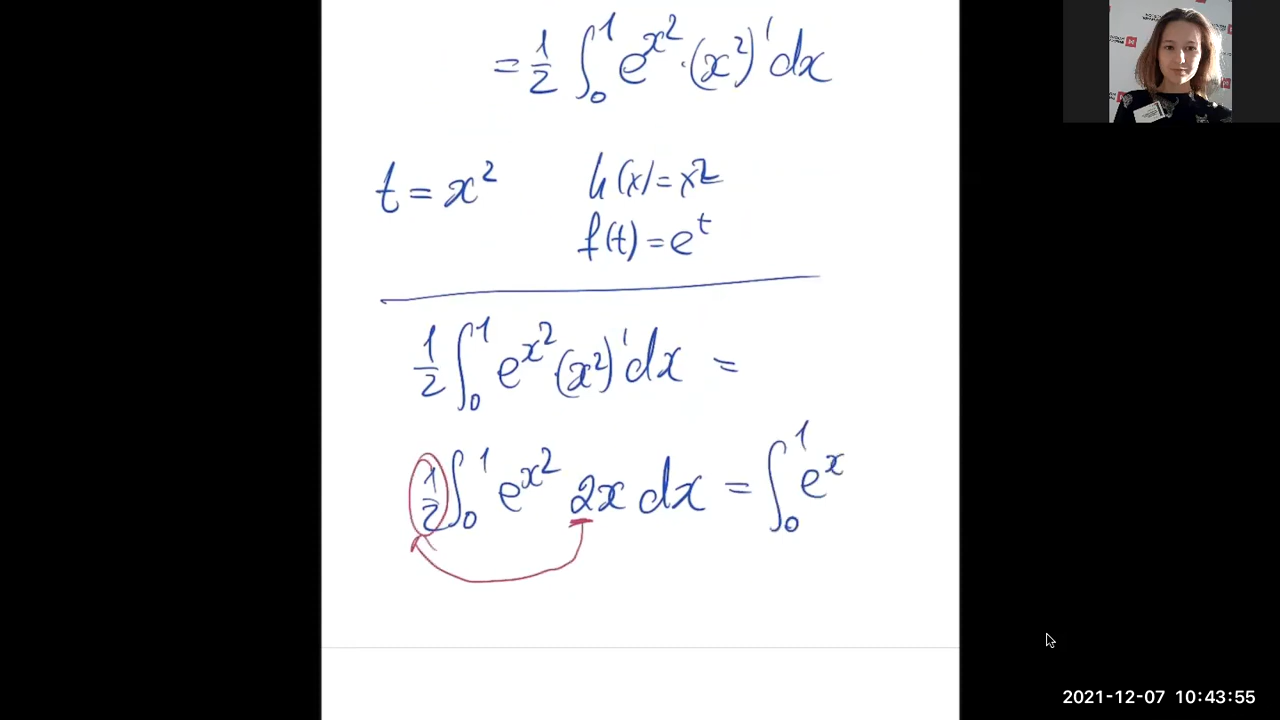 = 1/2 ∫₀¹ e^{x²} · (x²)' dx
t = x²
h(x) = x²
f(t) = e^t
1/2 ∫₀¹ e^{x²} (x²)' dx =
1/2 ∫₀¹ e^{x²} 2x dx = ∫₀¹ e^x
2021-12-07 10:43:55